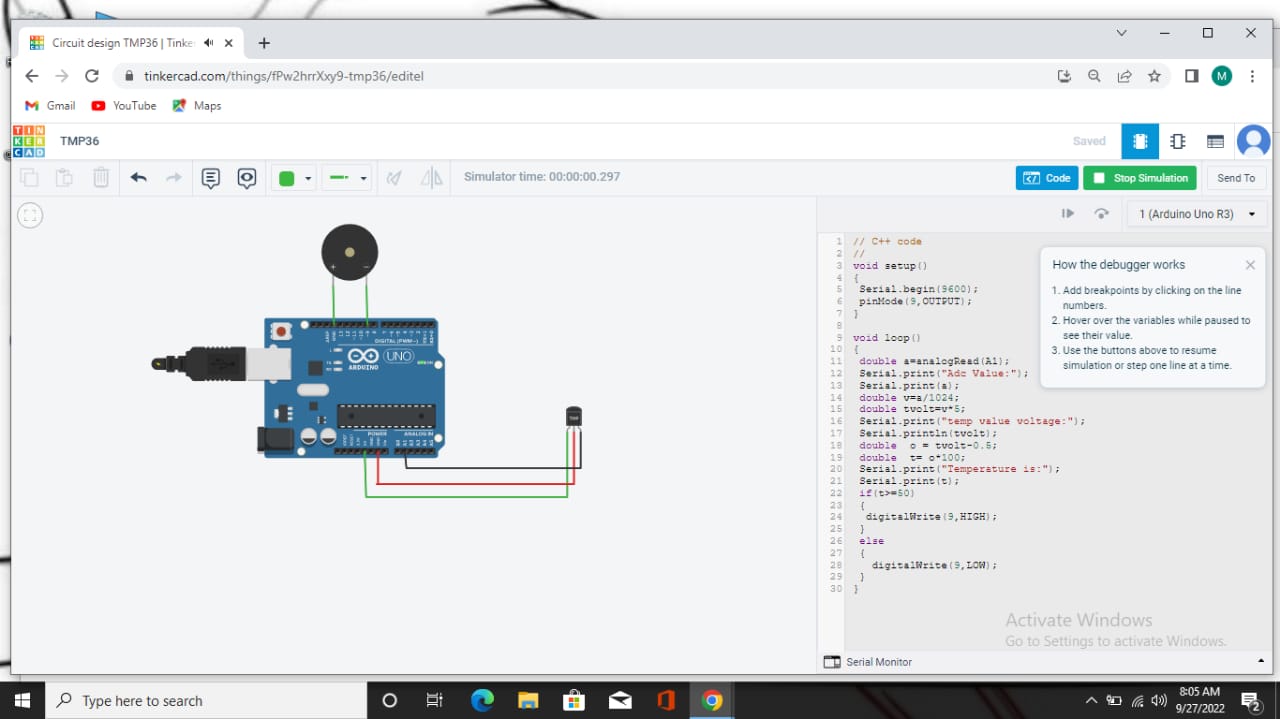 Circuit design TMP36 | Tinke
tinkercad.com/things/fPw2hrrXxy9-tmp36/editel
M
Gmail YouTube Maps
TIN
KER
CAD
TMP36
Saved
Simulator time: 00:00:00.297
Code
Stop Simulation
Send To
1 (Arduino Uno R3)
1 // C++ code
2 //
3 void setup()
4 {
5 Serial.begin(9600);
6 pinMode(9,OUTPUT);
7 }
8
9 void loop()
10 {
11 double a=analogRead(A1);
12 Serial.print("Adc Value:");
13 Serial.print(a);
14 double v=a/1024;
15 double tvolt=v*5;
16 Serial.print("temp value voltage:");
17 Serial.println(tvolt);
18 double o = tvolt-0.5;
19 double t= o*100;
20 Serial.print("Temperature is:");
21 Serial.print(t);
22 if(t>=50)
23 {
24 digitalWrite(9,HIGH);
25 }
26 else
27 {
28 digitalWrite(9,LOW);
29 }
30 }
How the debugger works
1. Add breakpoints by clicking on the line
numbers.
2. Hover over the variables while paused to
see their value.
3. Use the buttons above to resume
simulation or step one line at a time.
DIGITAL (PWM~)
UNO
ARDUINO
POWER
ANALOG IN
TMP
Activate Windows
Go to Settings to activate Windows.
Serial Monitor
Type here to search
8:05 AM
9/27/2022
2